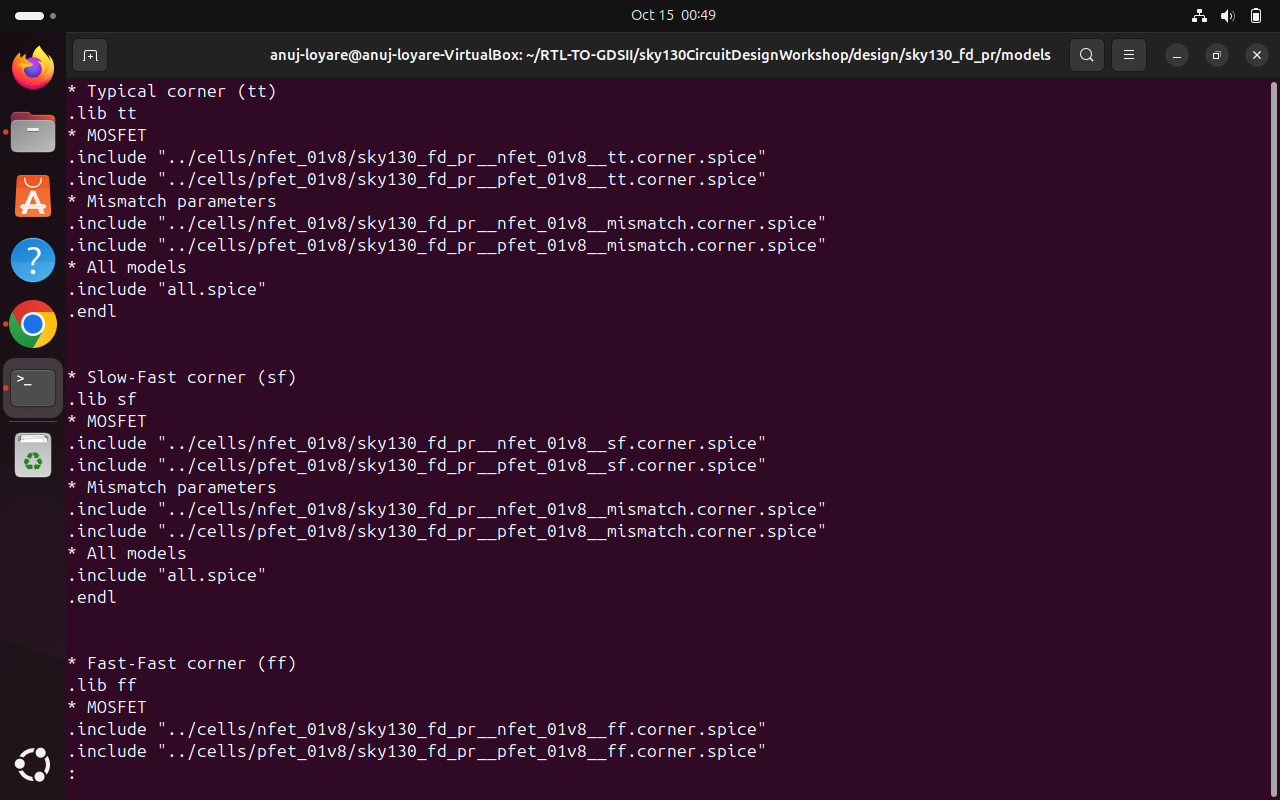 Oct 15 00:49
anuj-loyare@anuj-loyare-VirtualBox: ~/RTL-TO-GDSII/sky130CircuitDesignWorkshop/design/sky130_fd_pr/models
* Typical corner (tt)
.lib tt
* MOSFET
.include "../cells/nfet_01v8/sky130_fd_pr__nfet_01v8__tt.corner.spice"
.include "../cells/pfet_01v8/sky130_fd_pr__pfet_01v8__tt.corner.spice"
* Mismatch parameters
.include "../cells/nfet_01v8/sky130_fd_pr__nfet_01v8__mismatch.corner.spice"
.include "../cells/pfet_01v8/sky130_fd_pr__pfet_01v8__mismatch.corner.spice"
* All models
.include "all.spice"
.endl
* Slow-Fast corner (sf)
.lib sf
* MOSFET
.include "../cells/nfet_01v8/sky130_fd_pr__nfet_01v8__sf.corner.spice"
.include "../cells/pfet_01v8/sky130_fd_pr__pfet_01v8__sf.corner.spice"
* Mismatch parameters
.include "../cells/nfet_01v8/sky130_fd_pr__nfet_01v8__mismatch.corner.spice"
.include "../cells/pfet_01v8/sky130_fd_pr__pfet_01v8__mismatch.corner.spice"
* All models
.include "all.spice"
.endl
* Fast-Fast corner (ff)
.lib ff
* MOSFET
.include "../cells/nfet_01v8/sky130_fd_pr__nfet_01v8__ff.corner.spice"
.include "../cells/pfet_01v8/sky130_fd_pr__pfet_01v8__ff.corner.spice"
: